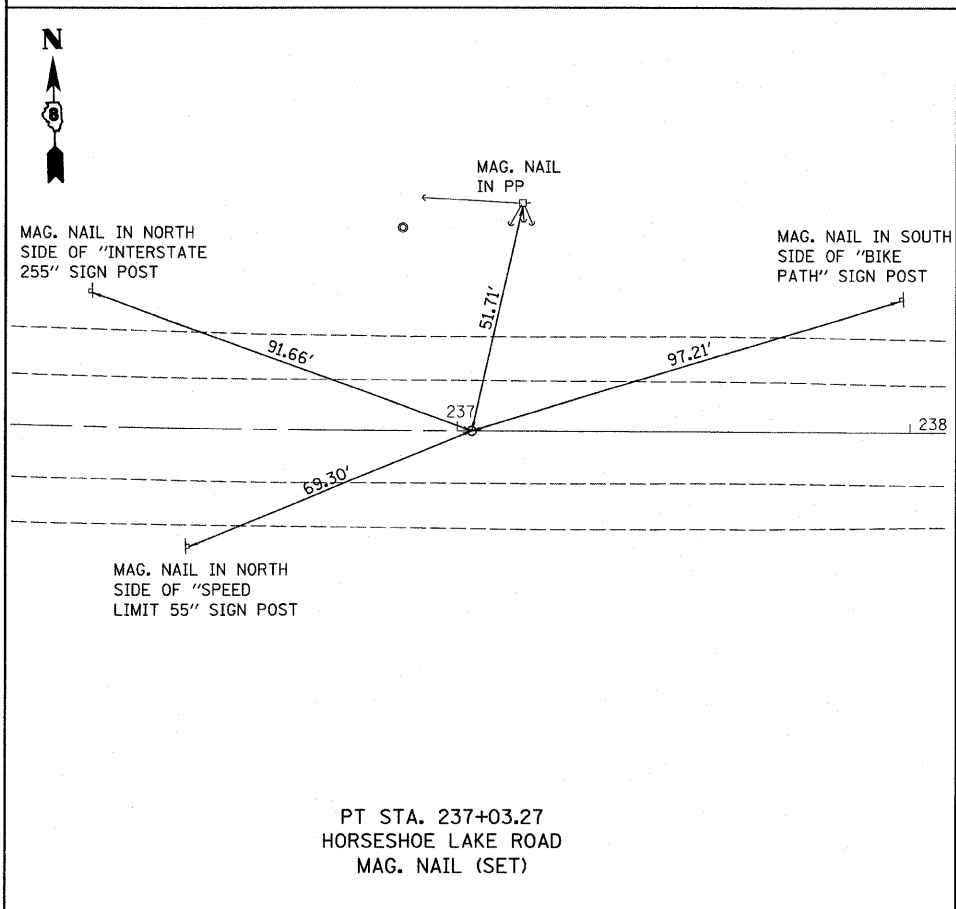 N
8
MAG. NAIL
IN PP
MAG. NAIL IN NORTH
SIDE OF "INTERSTATE
255" SIGN POST
MAG. NAIL IN SOUTH
SIDE OF "BIKE
PATH" SIGN POST
51.71'
91.66'
97.21'
237
238
69.30'
MAG. NAIL IN NORTH
SIDE OF "SPEED
LIMIT 55" SIGN POST
PT STA. 237+03.27
HORSESHOE LAKE ROAD
MAG. NAIL (SET)